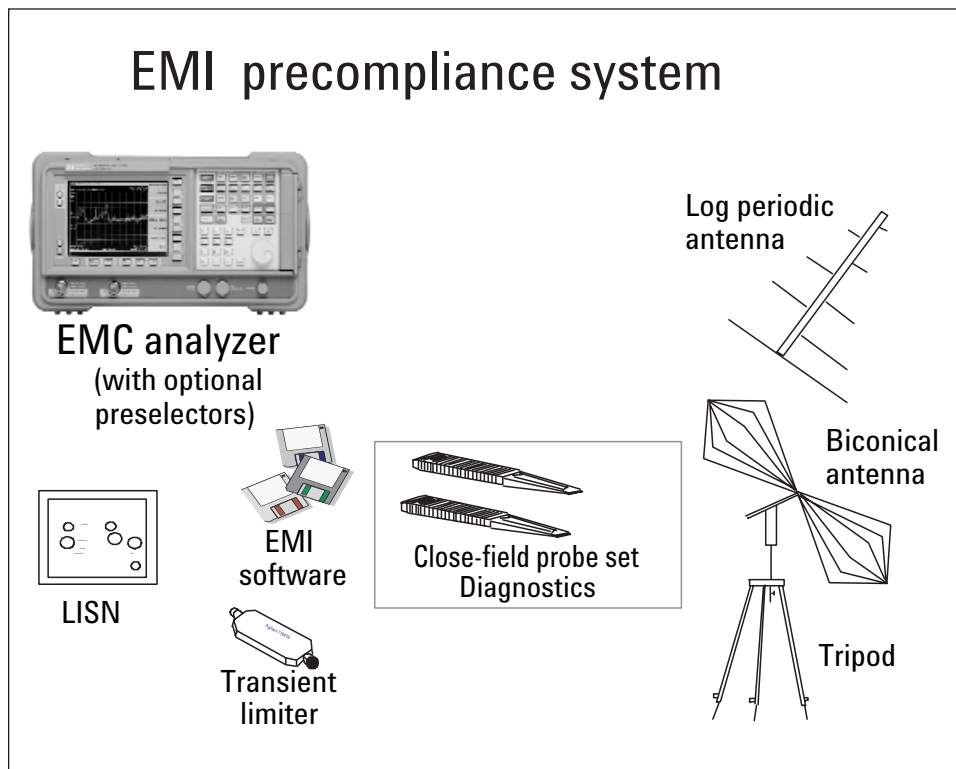 EMI precompliance system
Log periodic
antenna
EMC analyzer
(with optional
preselectors)
Biconical
antenna
EMI
software
Close-field probe set
Diagnostics
LISN
Tripod
Transient
limiter